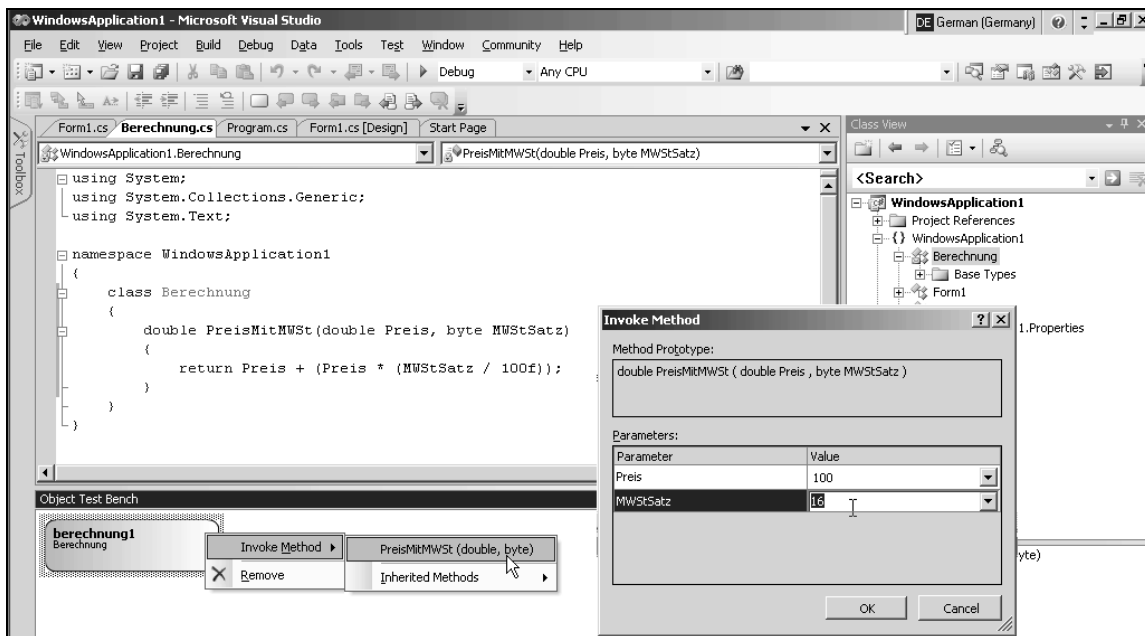 WindowsApplication1 - Microsoft Visual Studio
DE German (Germany)
File Edit View Project Build Debug Data Tools Test Window Community Help
Debug Any CPU
Toolbox
Form1.cs Berechnung.cs Program.cs Form1.cs [Design] Start Page
WindowsApplication1.Berechnung PreisMitMWSt(double Preis, byte MWStSatz)
using System;
using System.Collections.Generic;
using System.Text;
namespace WindowsApplication1
{
class Berechnung
{
double PreisMitMWSt(double Preis, byte MWStSatz)
{
return Preis + (Preis * (MWStSatz / 100f));
}
}
}
Class View
<Search>
WindowsApplication1
Project References
{} WindowsApplication1
Berechnung
Base Types
Form1
1.Properties
yte)
Object Test Bench
berechnung1
Berechnung
Invoke Method
Remove
PreisMitMWSt (double, byte)
Inherited Methods
Invoke Method
Method Prototype:
double PreisMitMWSt ( double Preis , byte MWStSatz )
Parameters:
Parameter Value
Preis 100
MWStSatz 16
OK Cancel